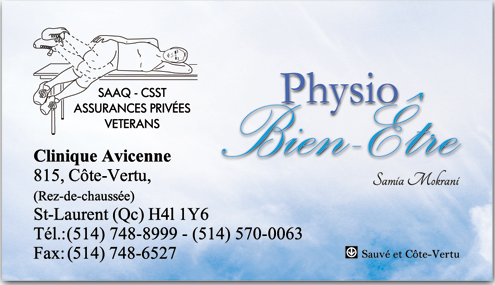 SAAQ - CSST
ASSURANCES PRIVÉES
VETERANS
Clinique Avicenne
815, Côte-Vertu,
(Rez-de-chaussée)
St-Laurent (Qc) H4l 1Y6
Tél.:(514) 748-8999 - (514) 570-0063
Fax:(514) 748-6527
Physio
Bien-Être
Samia Mokrani
Sauvé et Côte-Vertu